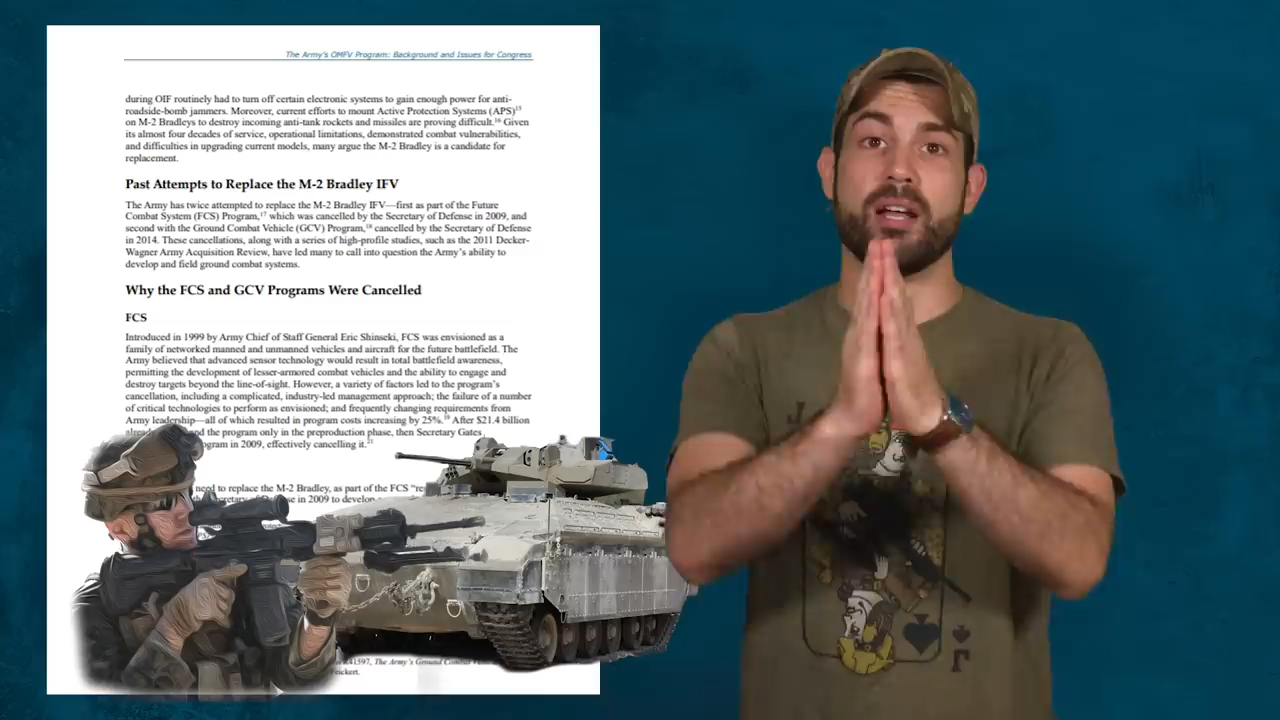 The Army's OMFV Program: Background and Issues for Congress
during OIF routinely had to turn off certain electronic systems to gain enough power for anti-
roadside-bomb jammers. Moreover, current efforts to mount Active Protection Systems (APS)15
on M-2 Bradleys to destroy incoming anti-tank rockets and missiles are proving difficult.16 Given
its almost four decades of service, operational limitations, demonstrated combat vulnerabilities,
and difficulties in upgrading current models, many argue the M-2 Bradley is a candidate for
replacement.
Past Attempts to Replace the M-2 Bradley IFV
The Army has twice attempted to replace the M-2 Bradley IFV—first as part of the Future
Combat System (FCS) Program,17 which was cancelled by the Secretary of Defense in 2009, and
second with the Ground Combat Vehicle (GCV) Program,18 cancelled by the Secretary of Defense
in 2014. These cancellations, along with a series of high-profile studies, such as the 2011 Decker-
Wagner Army Acquisition Review, have led many to call into question the Army's ability to
develop and field ground combat systems.
Why the FCS and GCV Programs Were Cancelled
FCS
Introduced in 1999 by Army Chief of Staff General Eric Shinseki, FCS was envisioned as a
family of networked manned and unmanned vehicles and aircraft for the future battlefield. The
Army believed that advanced sensor technology would result in total battlefield awareness,
permitting the development of lesser-armored combat vehicles and the ability to engage and
destroy targets beyond the line-of-sight. However, a variety of factors led to the program's
cancellation, including a complicated, industry-led management approach; the failure of a number
of critical technologies to perform as envisioned; and frequently changing requirements from
Army leadership—all of which resulted in program costs increasing by 25%.19 After $21.4 billion
and the program only in the preproduction phase, then Secretary Gates
in 2009, effectively cancelling it.21
need to replace the M-2 Bradley, as part of the FCS
in 2009 to develop
The Army's Ground Combat
J
J